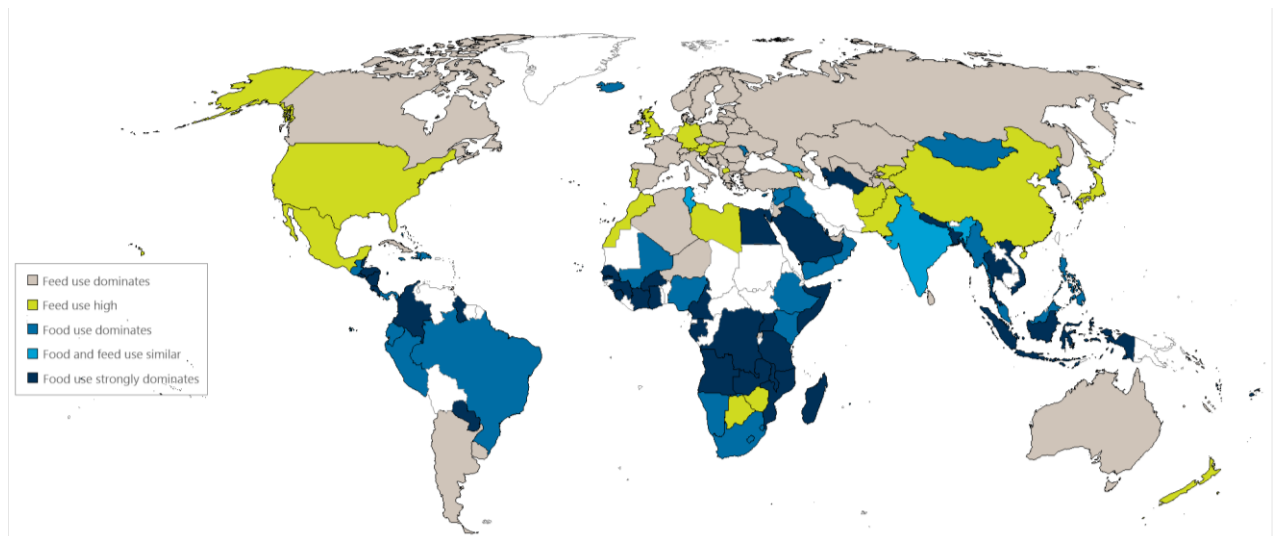 Feed use dominates
Feed use high
Food use dominates
Food and feed use similar
Food use strongly dominates